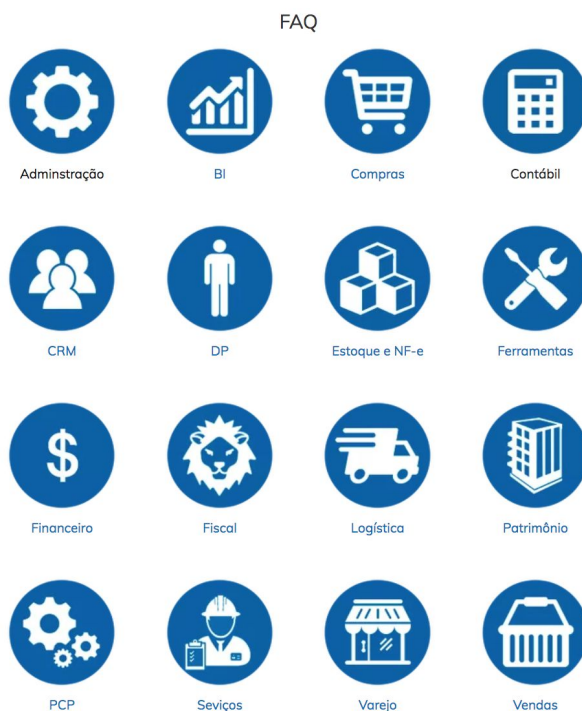 FAQ
Adminstração
BI
Compras
Contábil
CRM
DP
Estoque e NF-e
Ferramentas
$
Financeiro
Fiscal
Logística
Patrimônio
PCP
Seviços
Varejo
Vendas